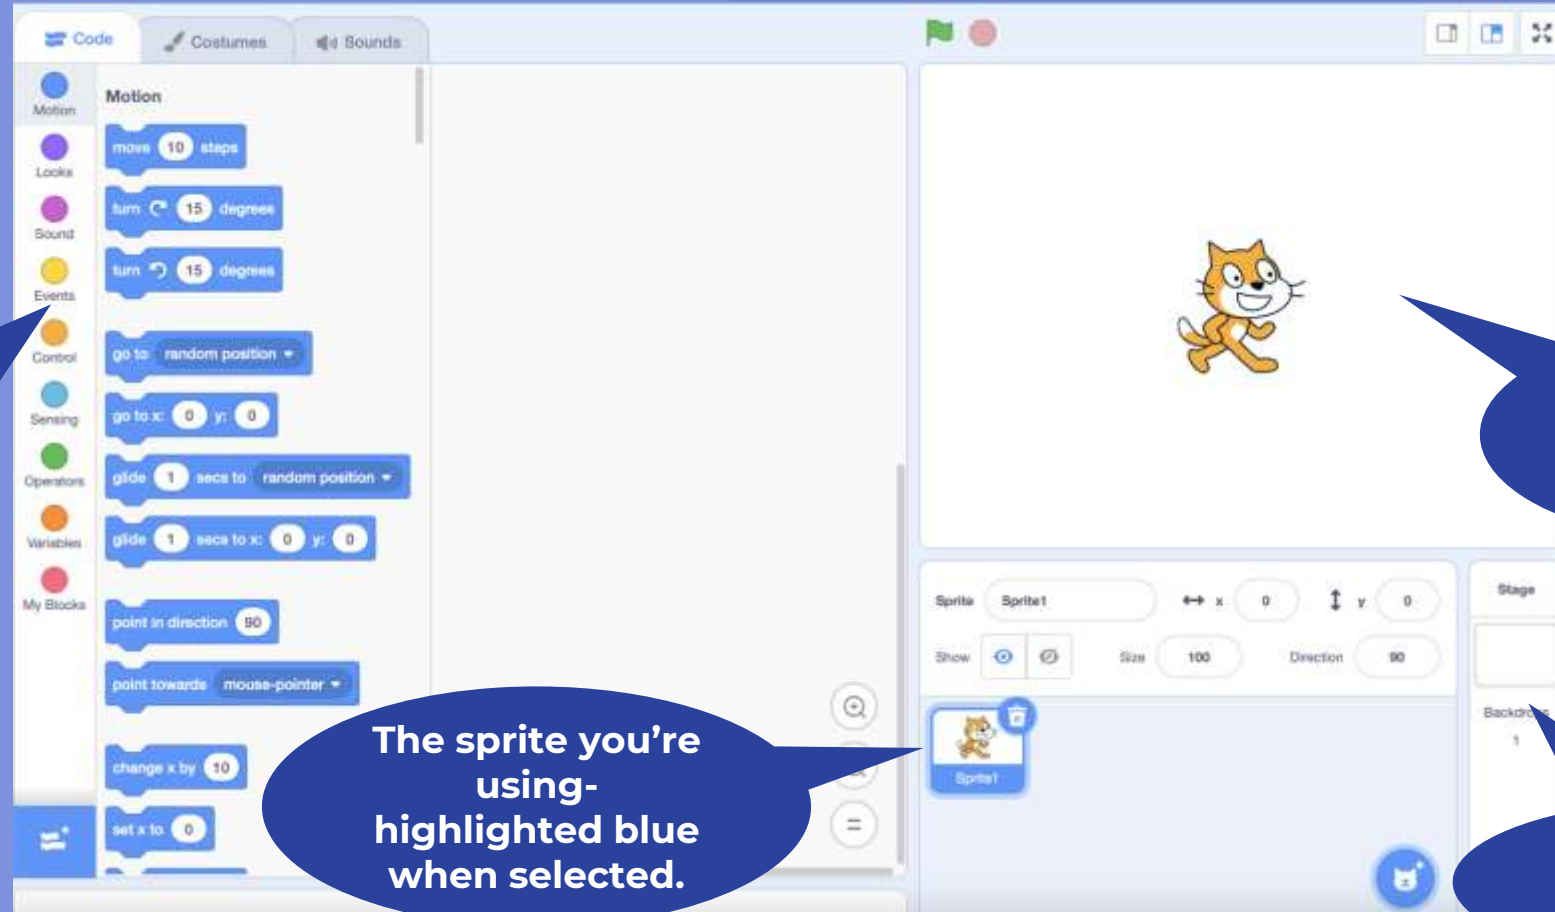 Code Costumes Sounds
Motion
Looks
Sound
Events
Control
Sensing
Operators
Variables
My Blocks
Motion
move 10 steps
turn 15 degrees
turn 15 degrees
go to random position
go to x: 0 y: 0
glide 1 secs to random position
glide 1 secs to x: 0 y: 0
point in direction 90
point towards mouse-pointer
change x by 10
set x to 0
The sprite you're
using-
highlighted blue
when selected.
Sprite Sprite1 x 0 y 0
Show Size 100 Direction 90
Sprite1
Stage
Backdrops
1